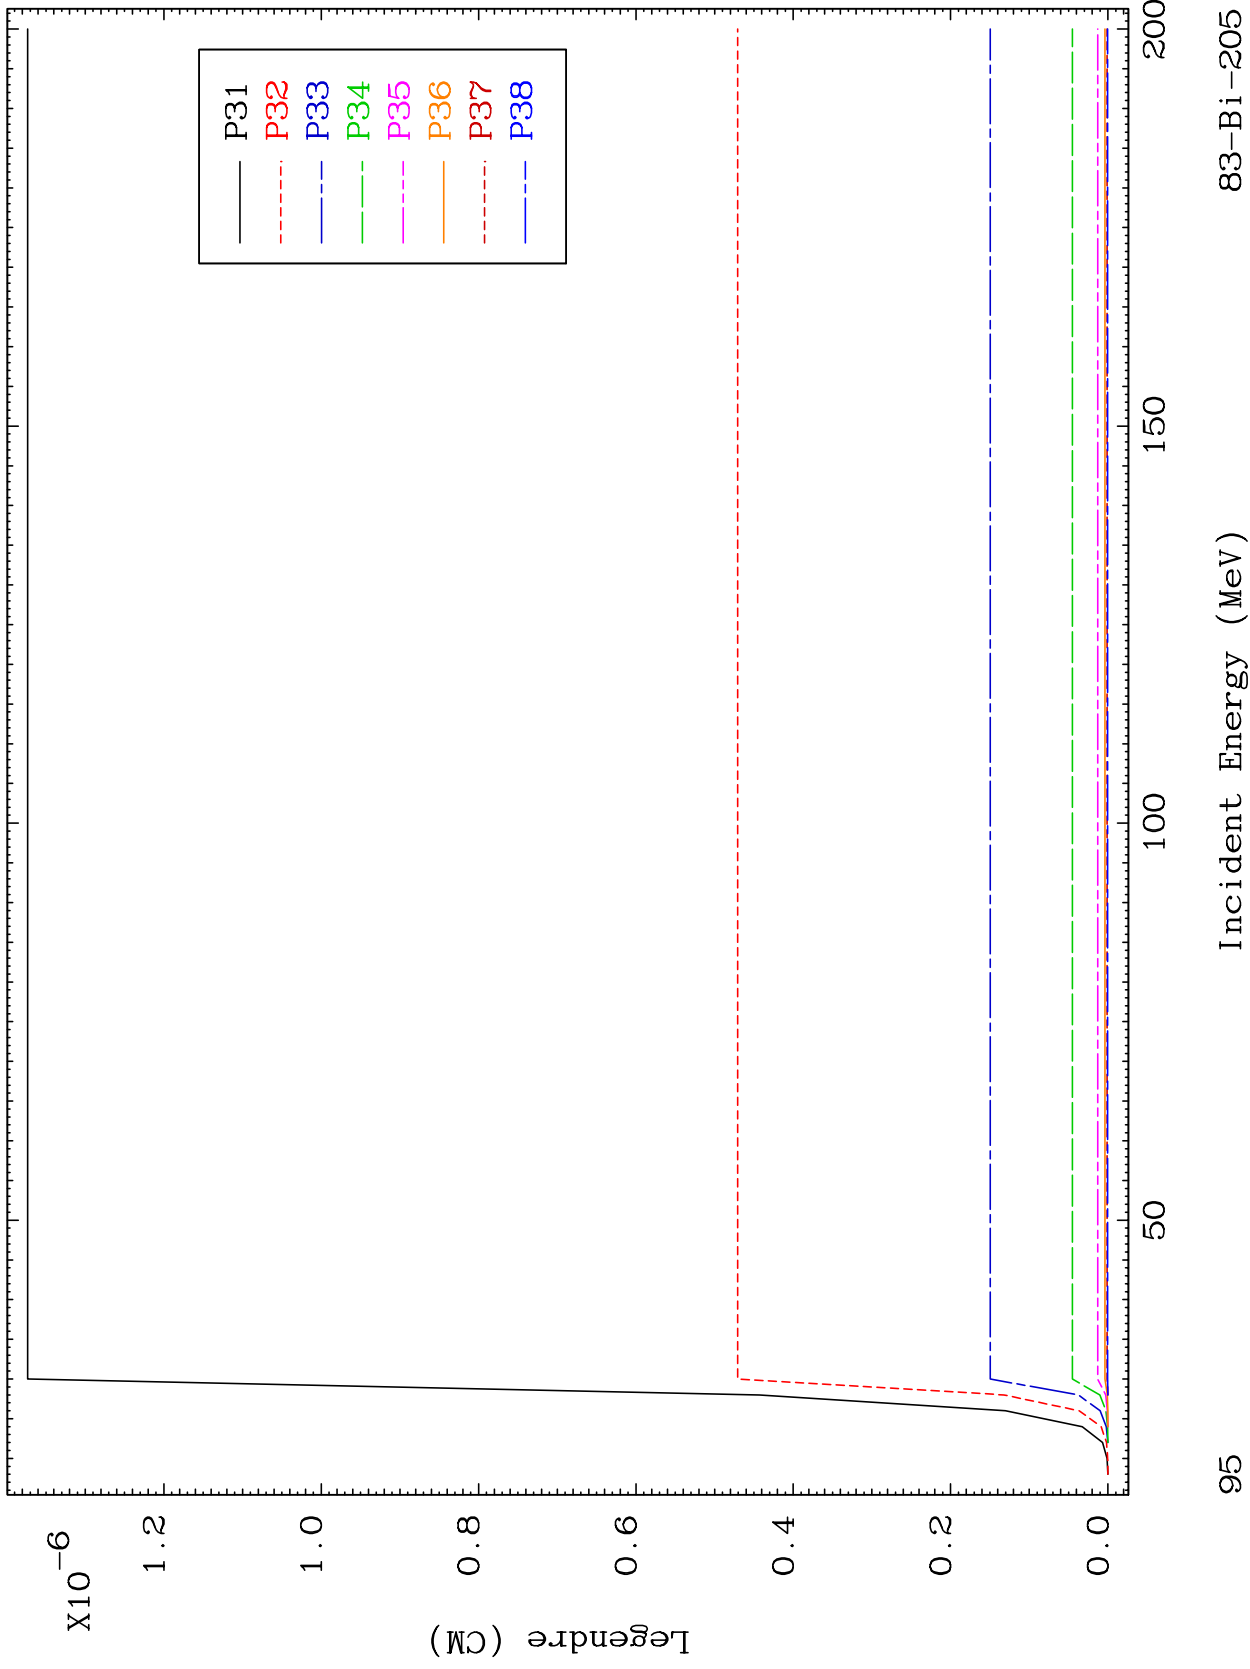 X10-6
1.2
1.0
0.8
0.6
0.4
0.2
0.0
Legendre (CM)
P31
P32
P33
P34
P35
P36
P37
P38
50
100
150
200
Incident Energy (MeV)
95
83-Bi-205